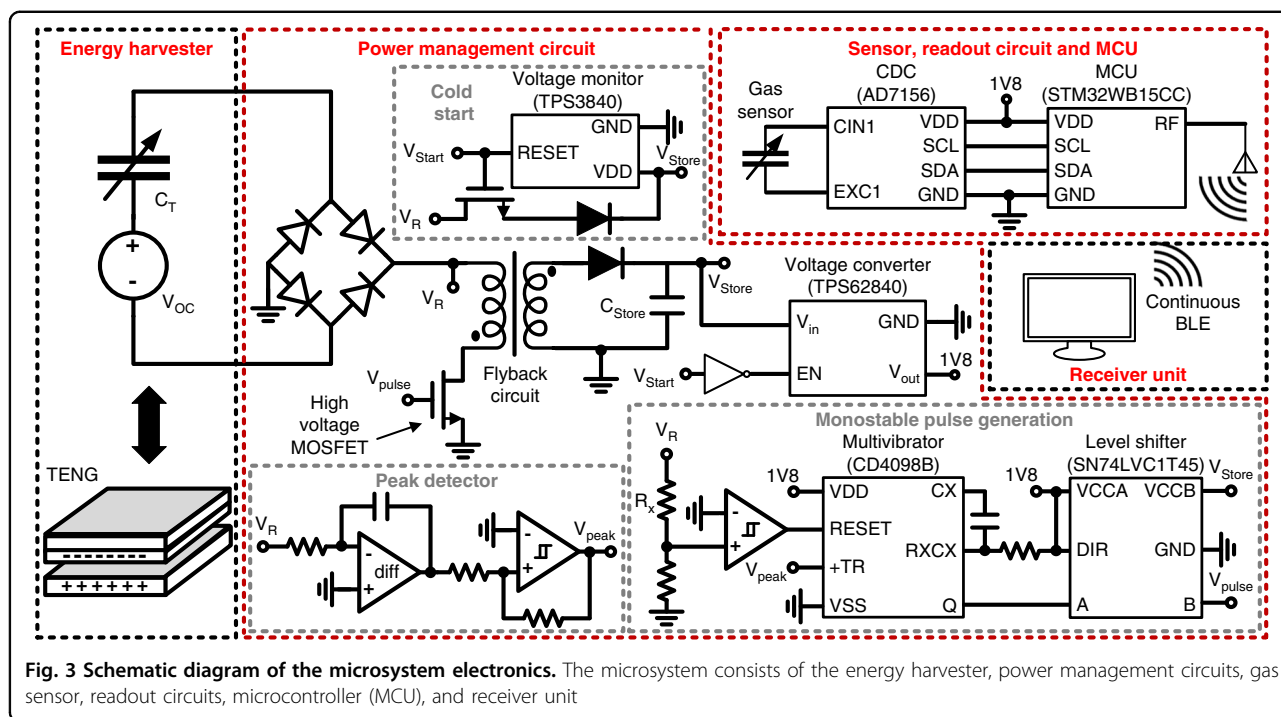 Energy harvester
C_T
+
-
V_OC
TENG
- - - - - -
+ + + + + +
Power management circuit
Cold
start
Voltage monitor
(TPS3840)
GND
RESET
VDD
V_Start
V_Store
V_R
V_R
V_pulse
High
voltage
MOSFET
Flyback
circuit
C_Store
V_Store
Voltage converter
(TPS62840)
V_in
GND
V_Start
EN
V_out
1V8
Peak detector
V_R
-
diff
+
-
+
V_peak
Sensor, readout circuit and MCU
Gas
sensor
CDC
(AD7156)
CIN1
VDD
SCL
SDA
EXC1
GND
1V8
MCU
(STM32WB15CC)
VDD
RF
SCL
SDA
GND
Continuous
BLE
Receiver unit
Monostable pulse generation
V_R
R_x
-
+
Multivibrator
(CD4098B)
1V8
VDD
CX
RESET
RXCX
V_peak
+TR
VSS
Q
Level shifter
(SN74LVC1T45)
1V8
VCCA
VCCB
V_Store
DIR
GND
V_pulse
A
B
Fig. 3 Schematic diagram of the microsystem electronics. The microsystem consists of the energy harvester, power management circuits, gas
sensor, readout circuits, microcontroller (MCU), and receiver unit